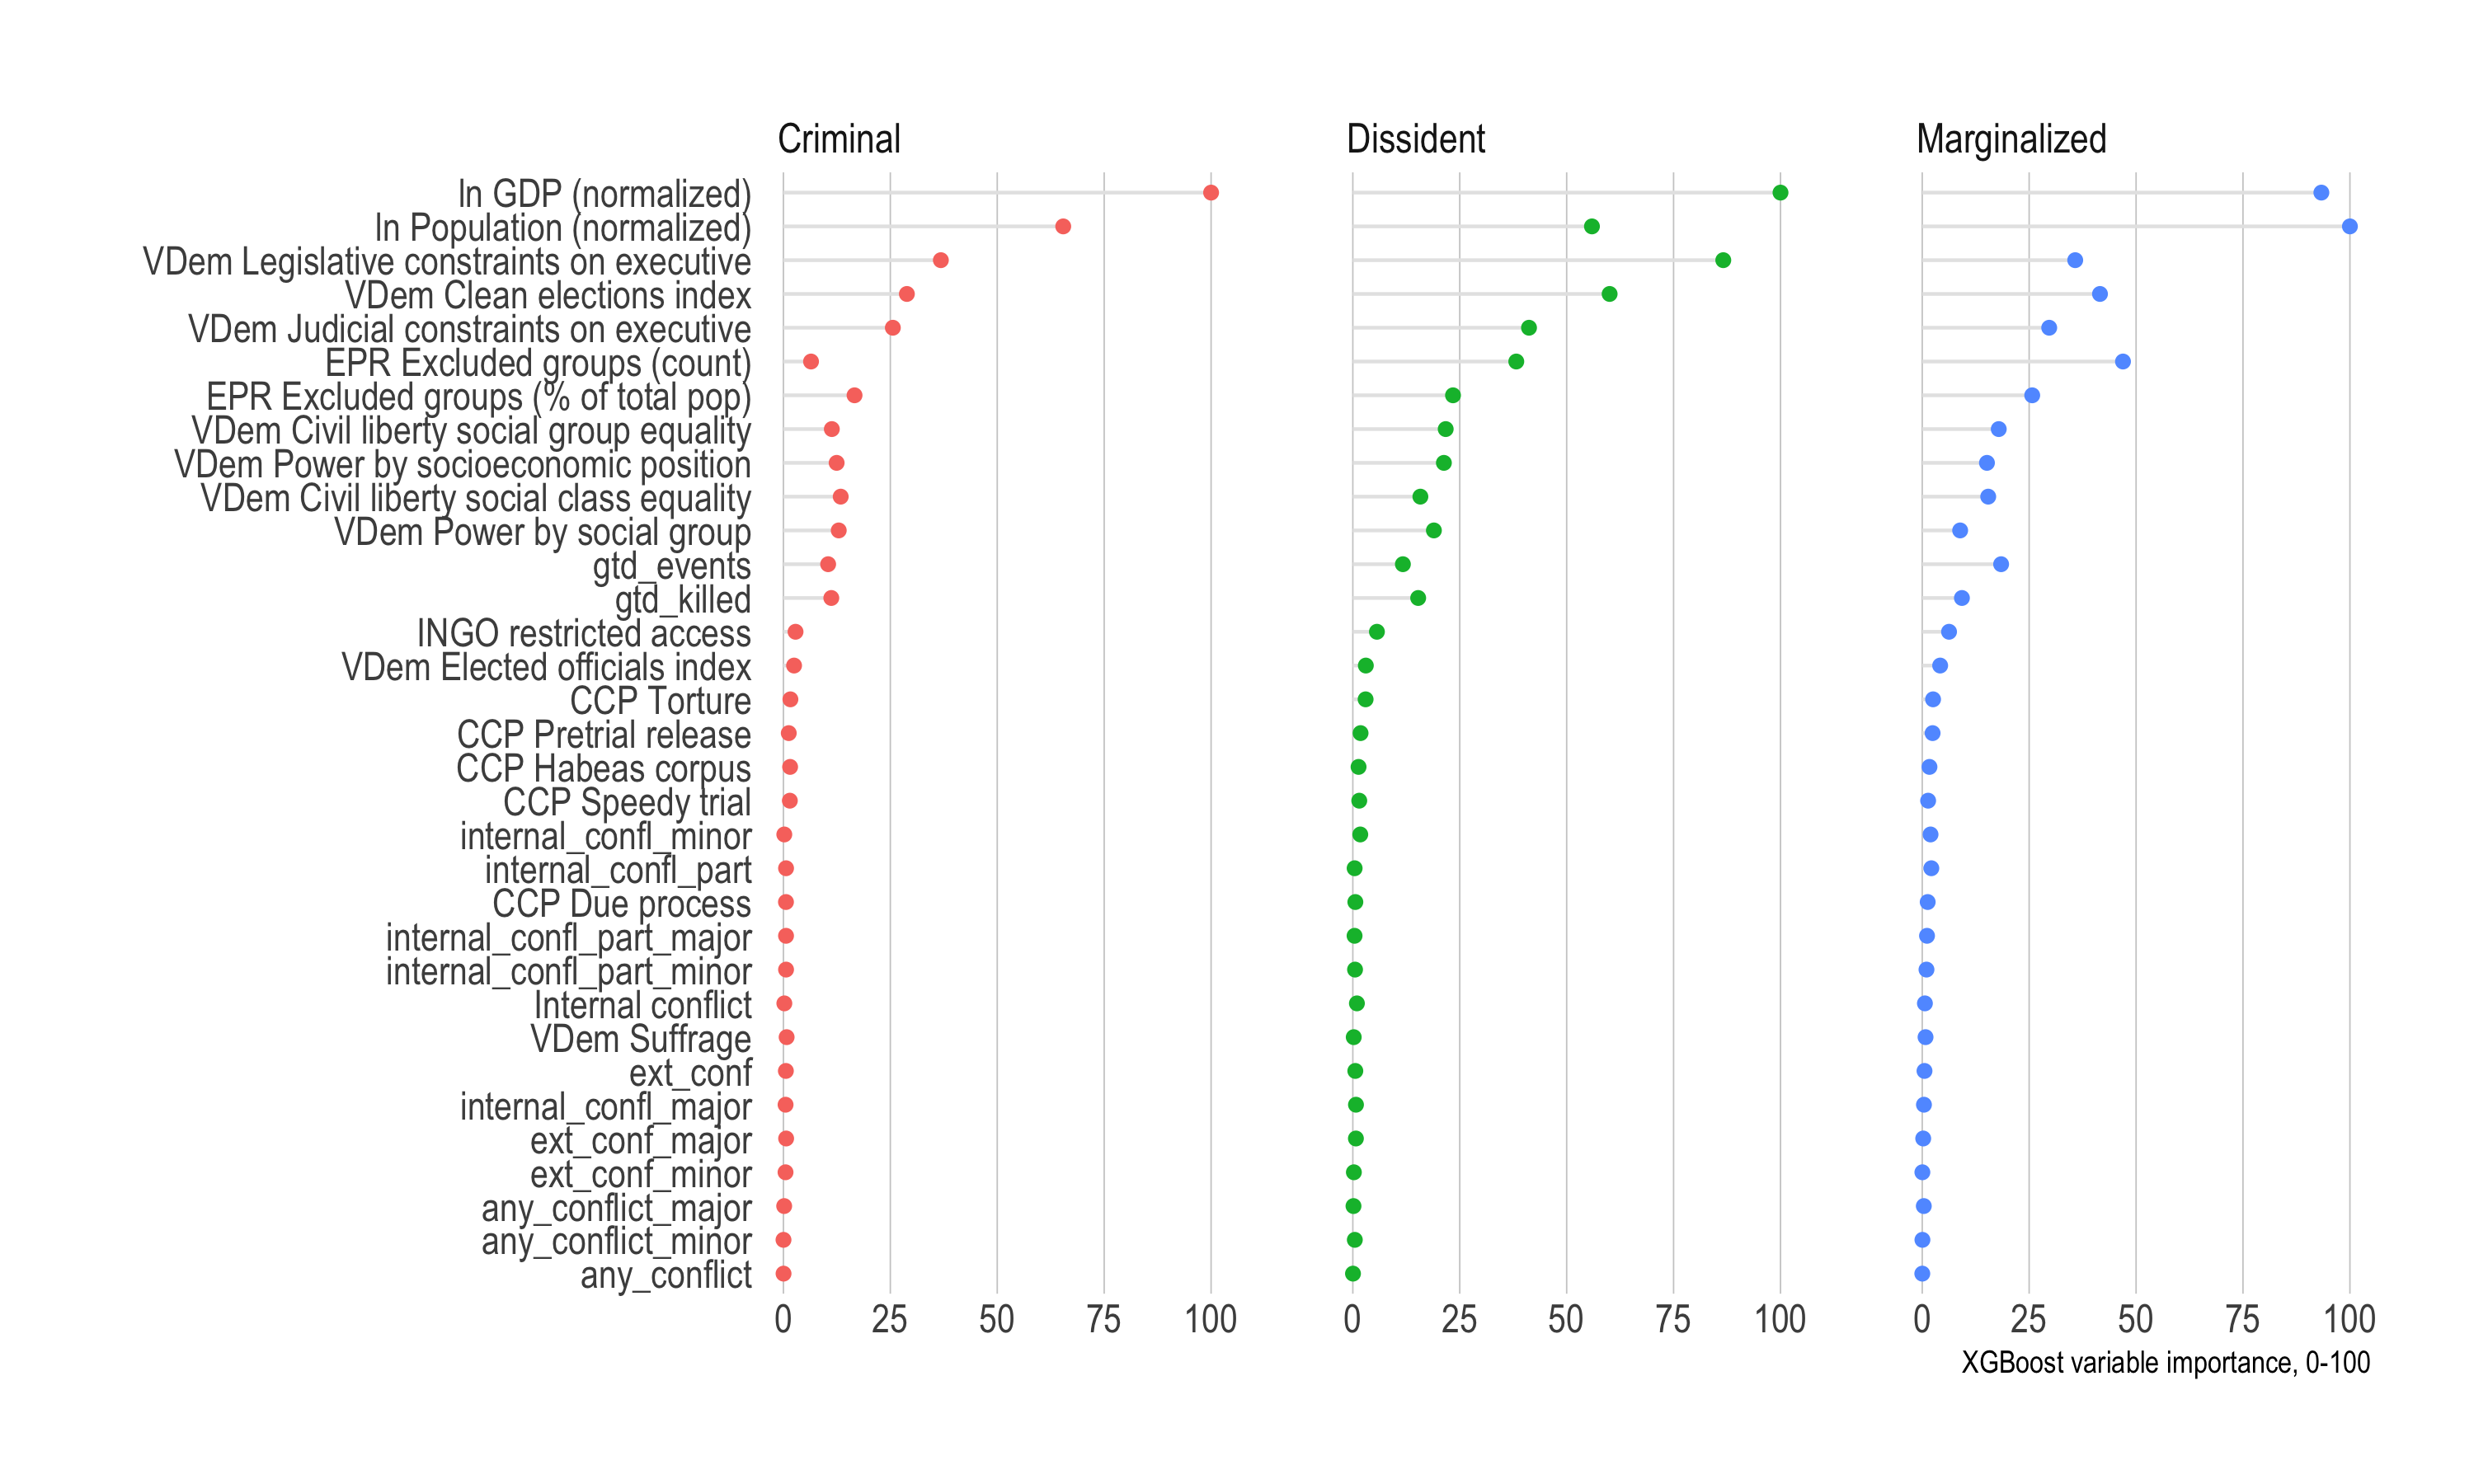 Criminal
Dissident
Marginalized
ln GDP (normalized)
ln Population (normalized)
VDem Legislative constraints on executive
VDem Clean elections index
VDem Judicial constraints on executive
EPR Excluded groups (count)
EPR Excluded groups (% of total pop)
VDem Civil liberty social group equality
VDem Power by socioeconomic position
VDem Civil liberty social class equality
VDem Power by social group
gtd_events
gtd_killed
INGO restricted access
VDem Elected officials index
CCP Torture
CCP Pretrial release
CCP Habeas corpus
CCP Speedy trial
internal_confl_minor
internal_confl_part
CCP Due process
internal_confl_part_major
internal_confl_part_minor
Internal conflict
VDem Suffrage
ext_conf
internal_confl_major
ext_conf_major
ext_conf_minor
any_conflict_major
any_conflict_minor
any_conflict
0 25 50 75 100
0 25 50 75 100
0 25 50 75 100
XGBoost variable importance, 0-100